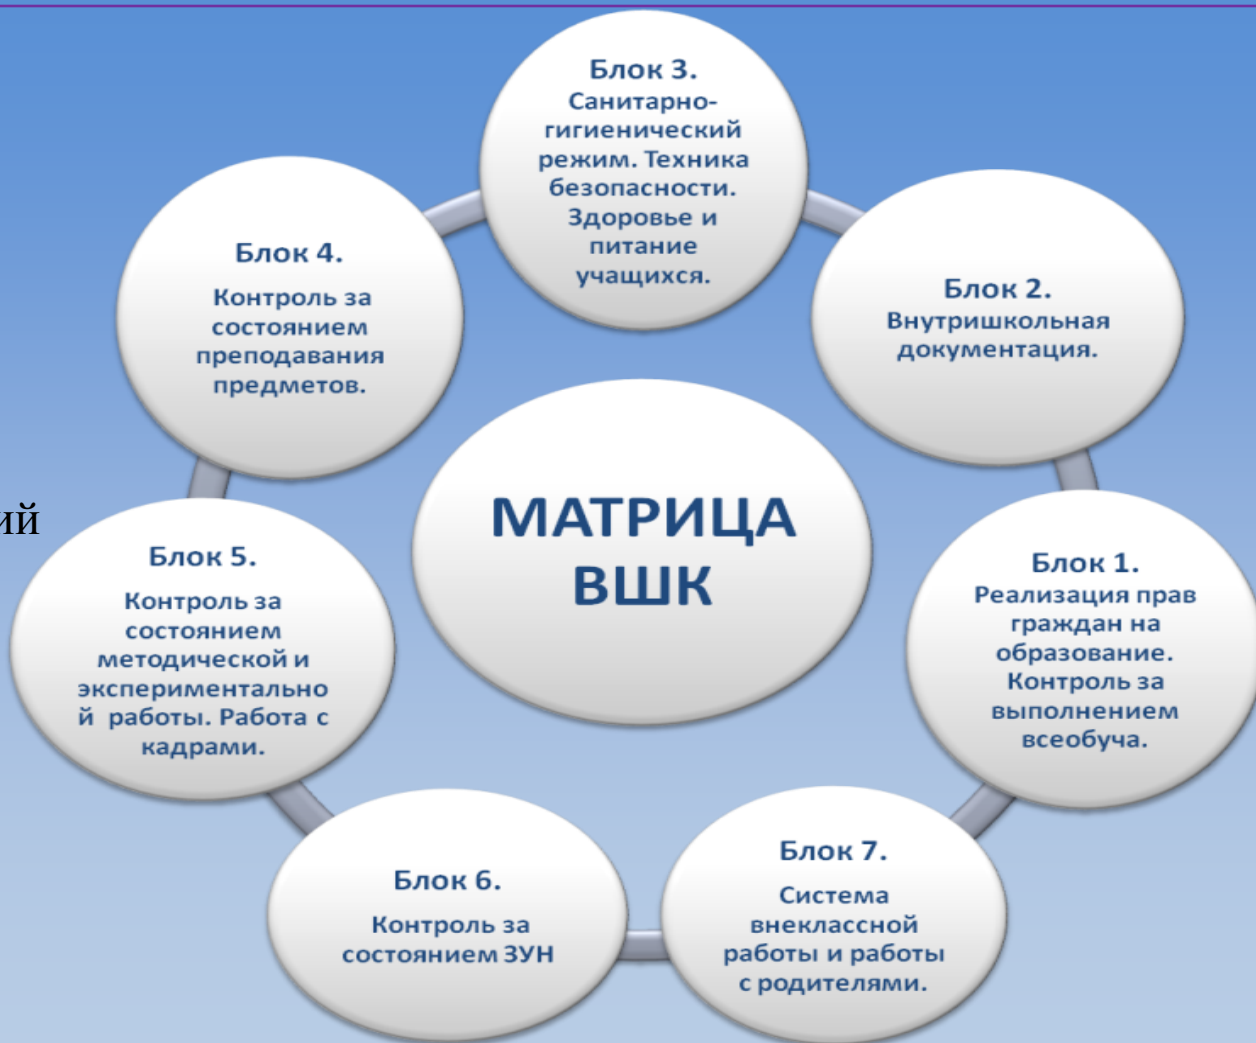 Блок 3.
Санитарно-
гигиенический
режим. Техника
безопасности.
Здоровье и
питание
учащихся.
Блок 4.
Контроль за
состоянием
преподавания
предметов.
Блок 2.
Внутришкольная
документация.
МАТРИЦА
ВШК
ий
Блок 5.
Контроль за
состоянием
методической и
экспериментально
й работы. Работа с
кадрами.
Блок 1.
Реализация прав
граждан на
образование.
Контроль за
выполнением
всеобуча.
Блок 6.
Контроль за
состоянием ЗУН
Блок 7.
Система
внеклассной
работы и работы
с родителями.